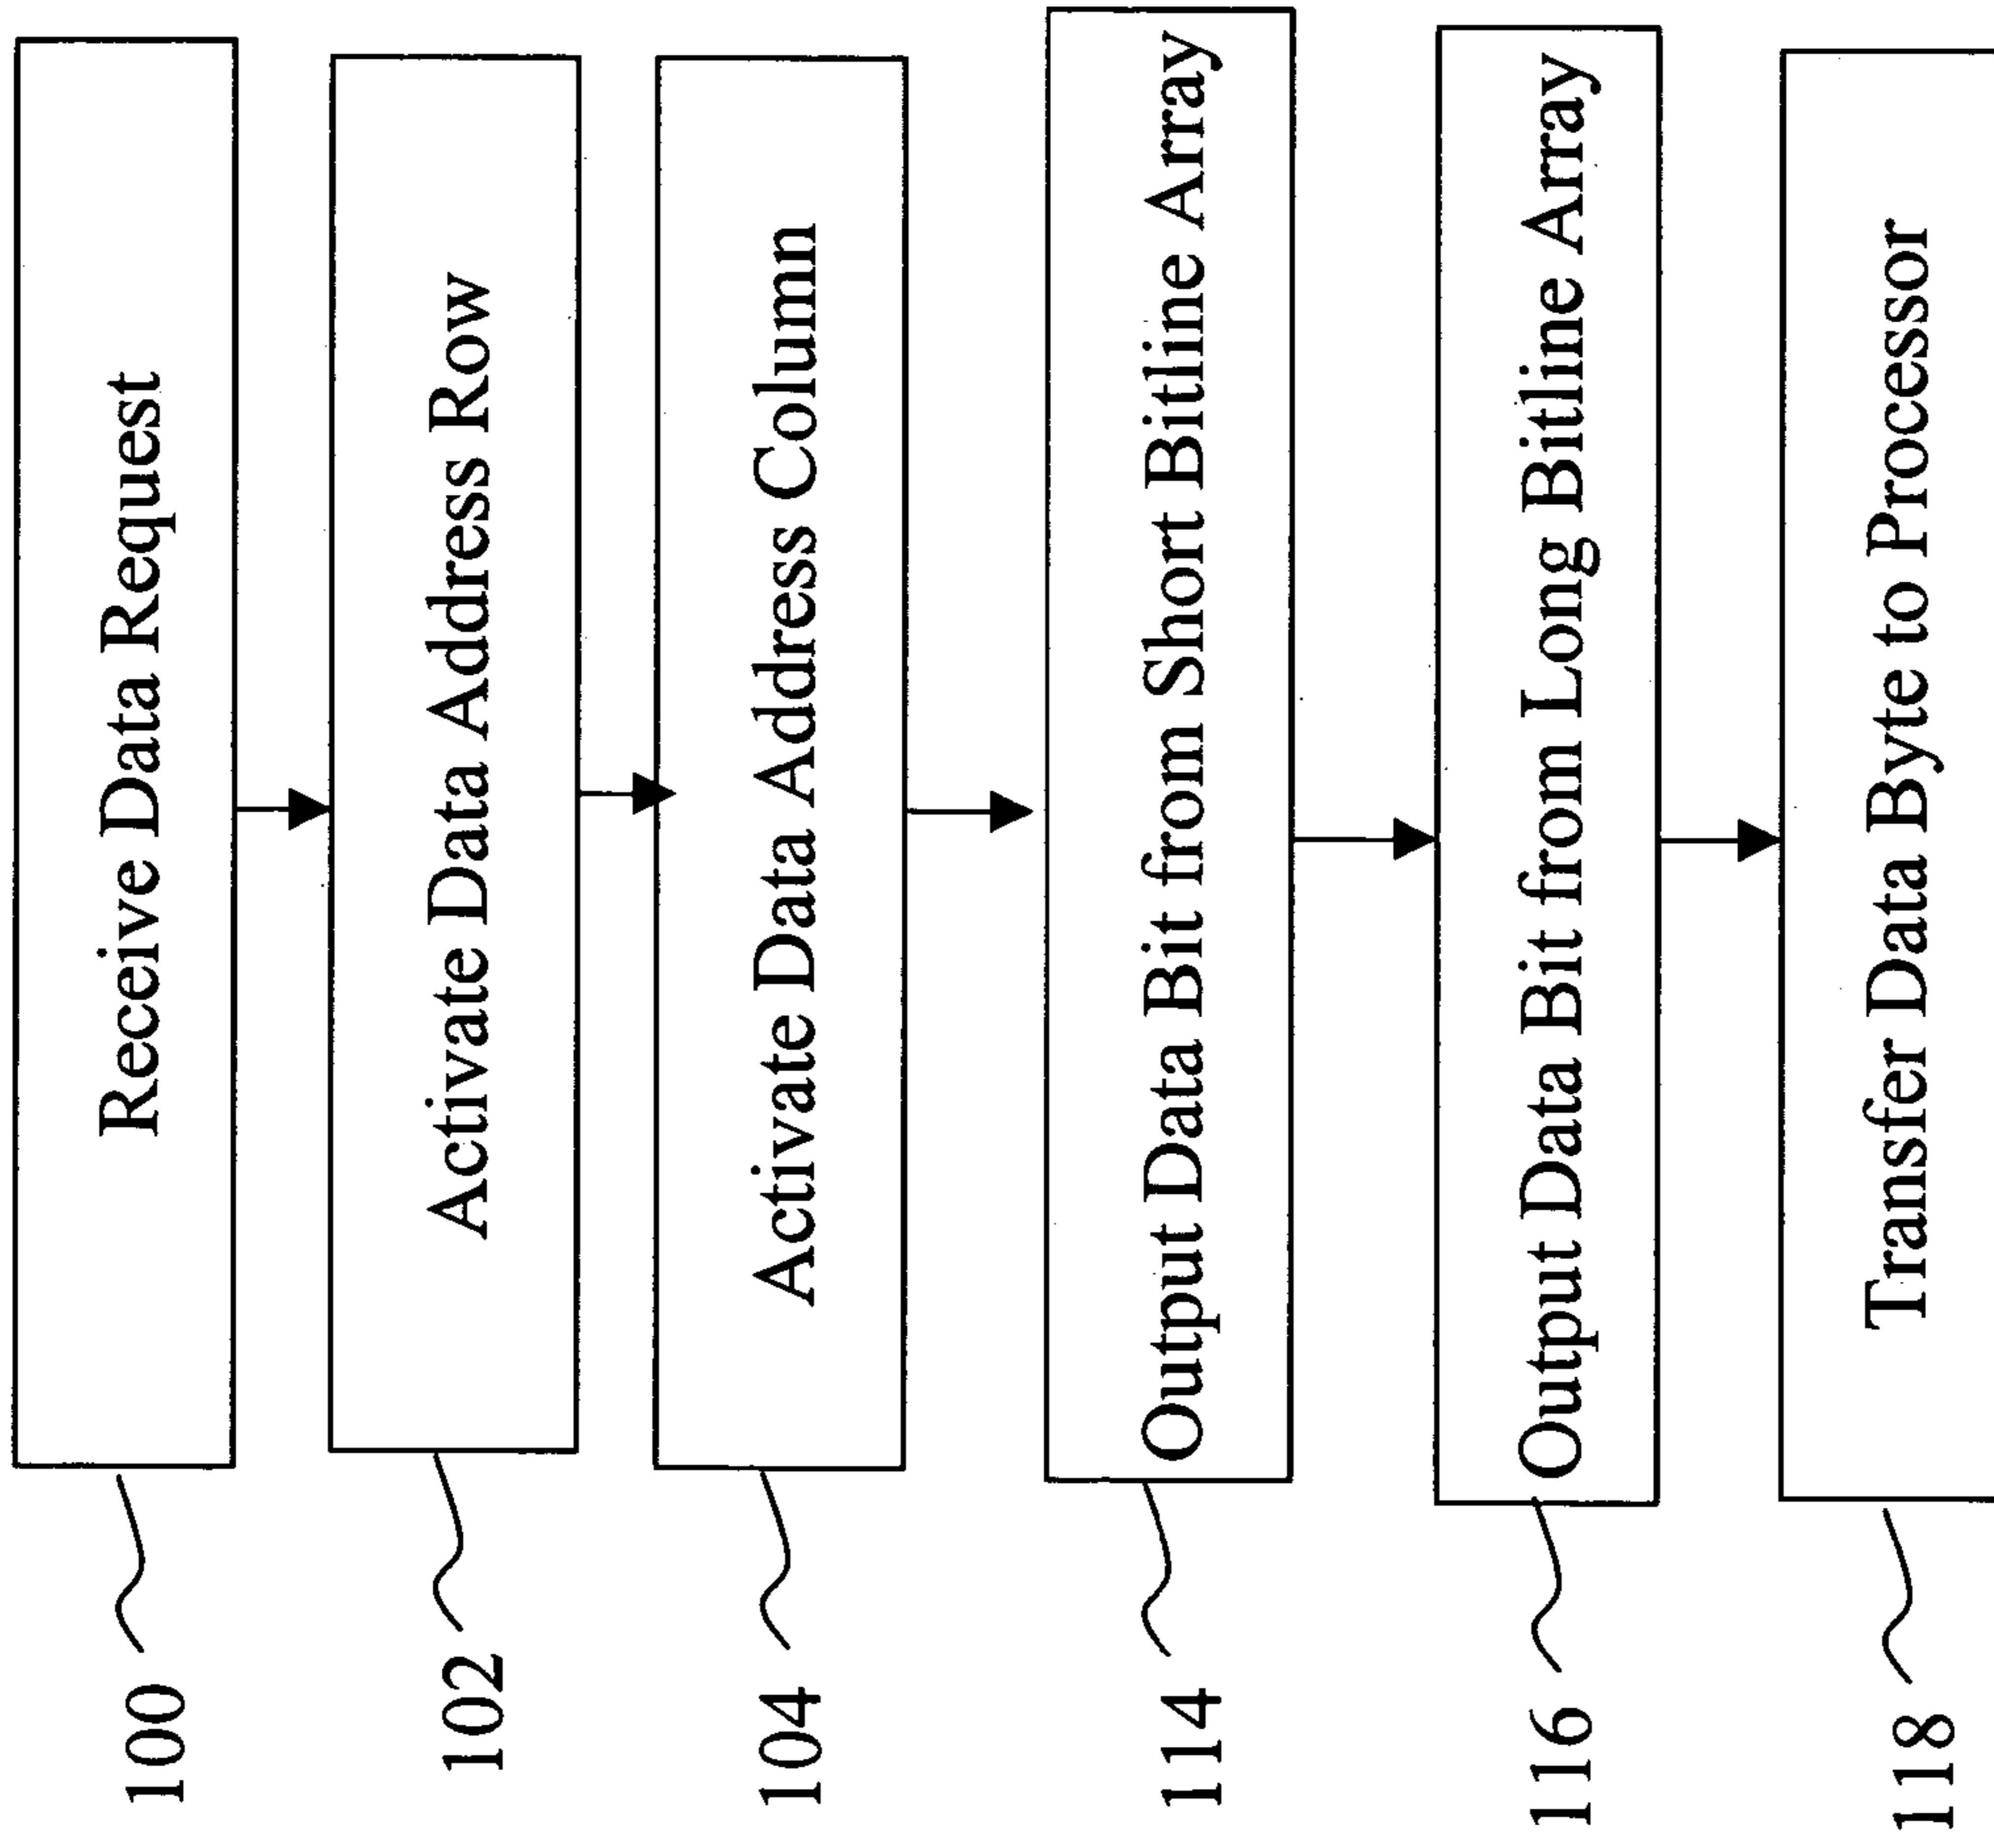 100 Receive Data Request
102 Activate Data Address Row
104 Activate Data Address Column
114 Output Data Bit from Short Bitline Array
116 Output Data Bit from Long Bitline Array
118 Transfer Data Byte to Processor